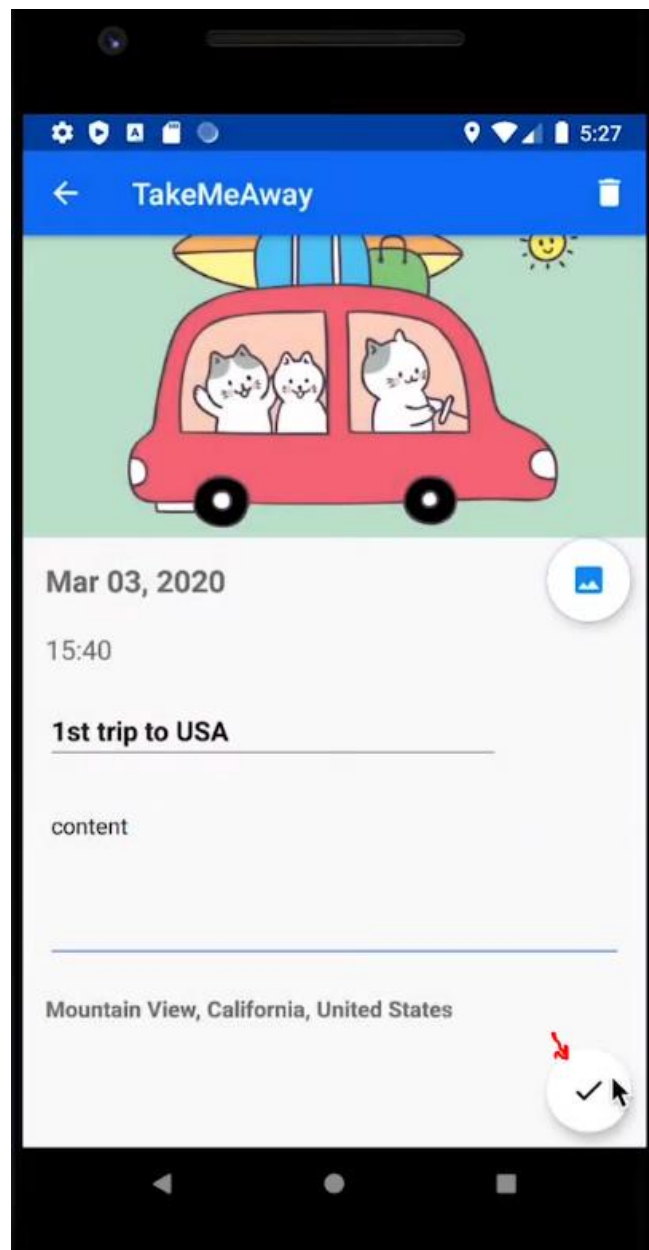 5:27
TakeMeAway
Mar 03, 2020
15:40
1st trip to USA
content
Mountain View, California, United States